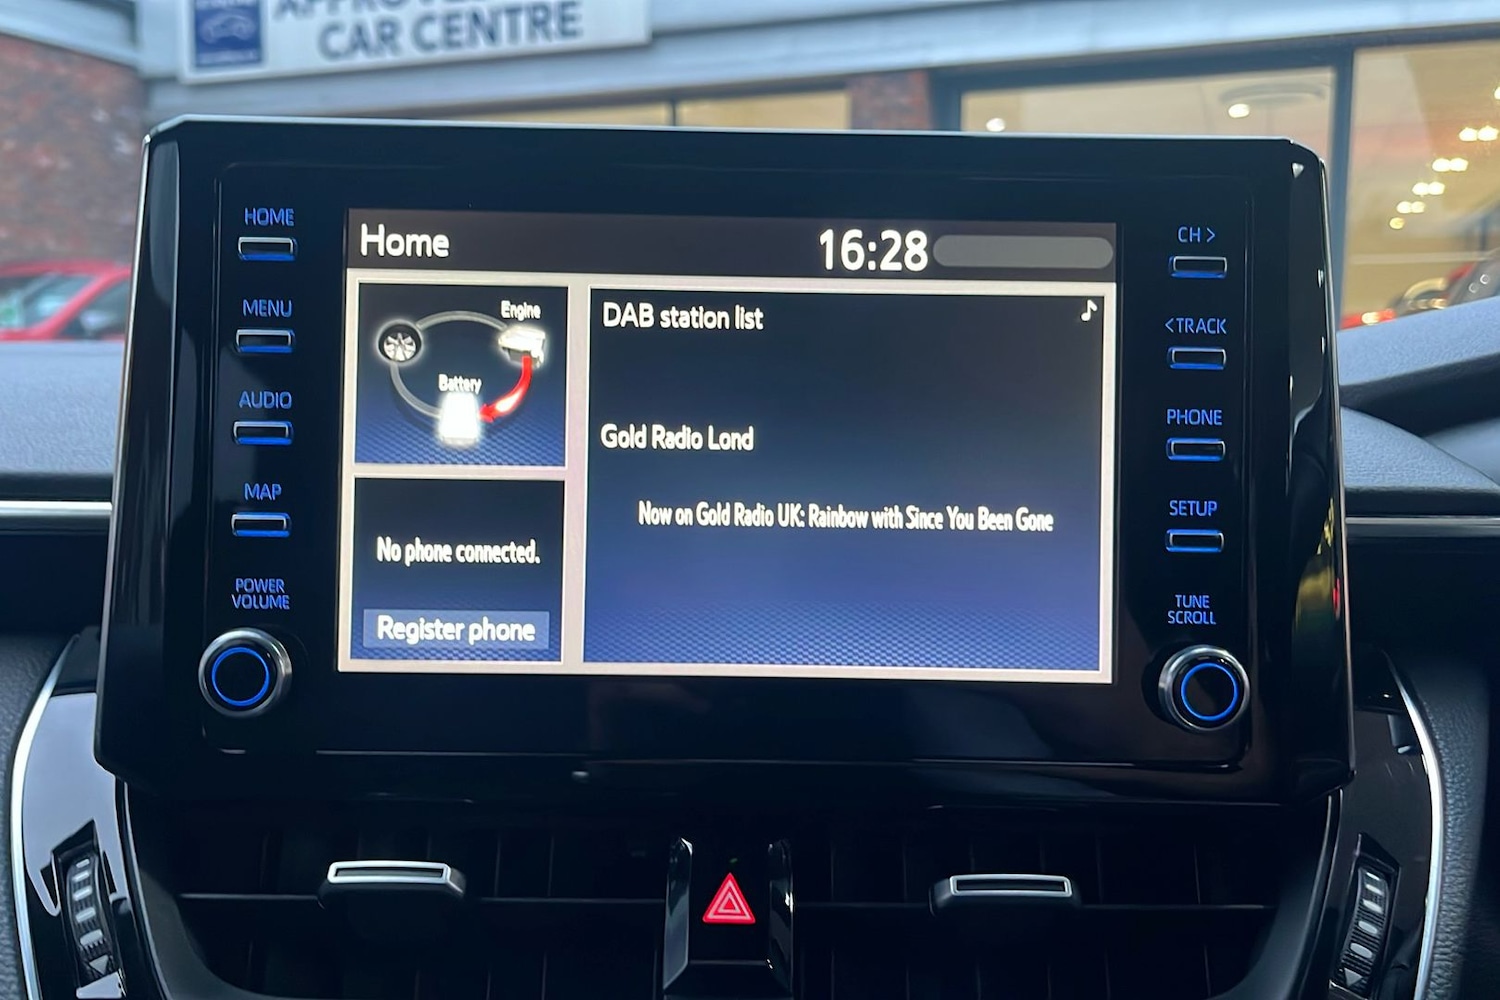 APPROVED
CAR CENTRE
HOME
MENU
AUDIO
MAP
POWER
VOLUME
Home
16:28
Engine
Battery
No phone connected.
Register phone
DAB station list
Gold Radio Lond
Now on Gold Radio UK: Rainbow with Since You Been Gone
CH >
<TRACK
PHONE
SETUP
TUNE
SCROLL